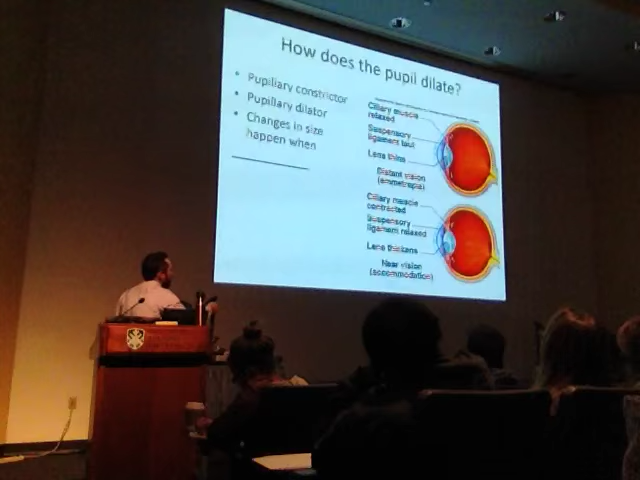 How does the pupil dilate?
• Pupillary constrictor
• Pupillary dilator
• Changes in size
happen when
Ciliary muscle
relaxed
Suspensory
ligaments taut
Lens thins
Distant vision
(emmetropia)
Ciliary muscle
contracted
Suspensory
ligament relaxed
Lens thickens
Near vision
(accommodation)